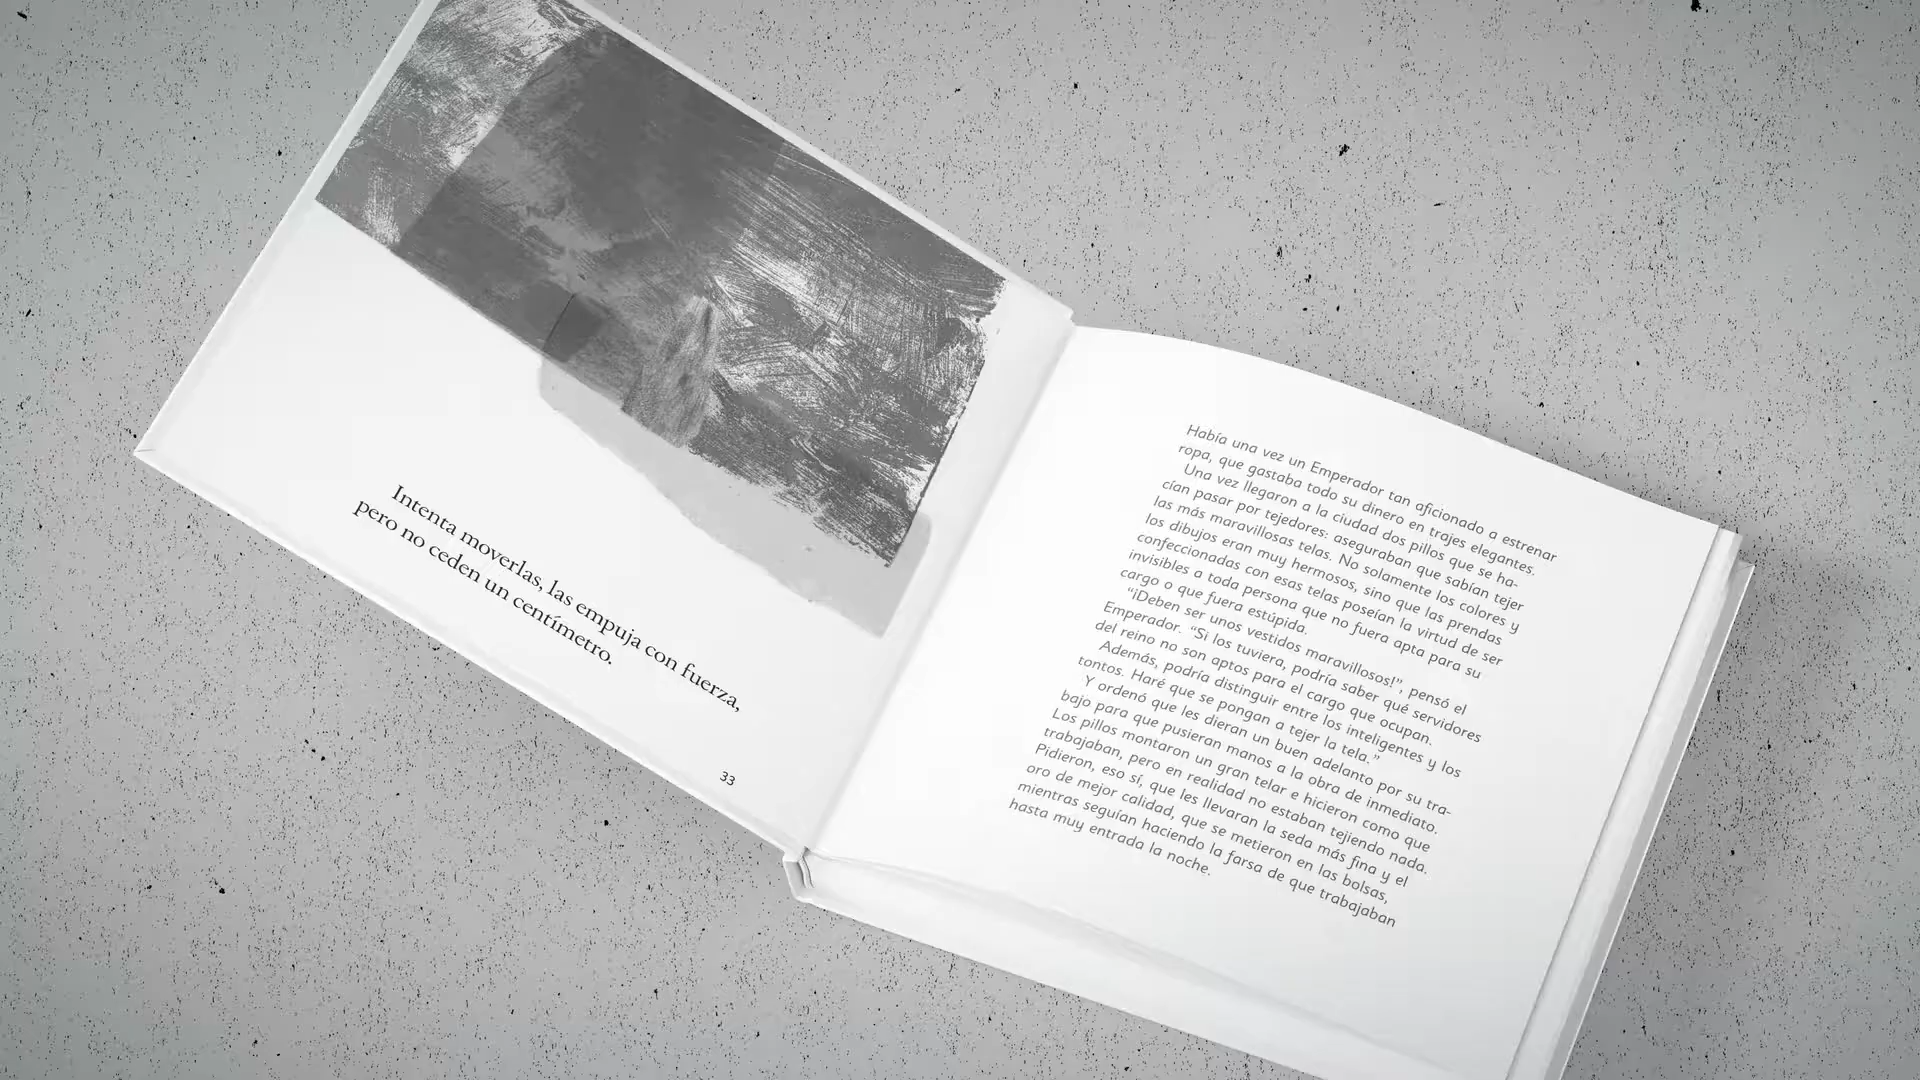 Intenta moverlas, las empuja con fuerza,
pero no ceden un centímetro.
33
Había una vez un Emperador tan aficionado a estrenar
ropa, que gastaba todo su dinero en trajes elegantes.
Una vez llegaron a la ciudad dos pillos que se ha-
cían pasar por tejedores: aseguraban que sabían tejer
las más maravillosas telas. No solamente los colores y
los dibujos eran muy hermosos, sino que las prendas
confeccionadas con esas telas poseían la virtud de ser
invisibles a toda persona que no fuera apta para su
cargo o que fuera estúpida.
“¡Deben ser unos vestidos maravillosos!”, pensó el
Emperador. “Si los tuviera, podría saber qué servidores
del reino no son aptos para el cargo que ocupan.
Además, podría distinguir entre los inteligentes y los
tontos. Haré que se pongan a tejer la tela.”
Y ordenó que les dieran un buen adelanto por su tra-
bajo para que pusieran manos a la obra de inmediato.
Los pillos montaron un gran telar e hicieron como que
trabajaban, pero en realidad no estaban tejiendo nada.
Pidieron, eso sí, que les llevaran la seda más fina y el
oro de mejor calidad, que se metieron en las bolsas,
mientras seguían haciendo la farsa de que trabajaban
hasta muy entrada la noche.